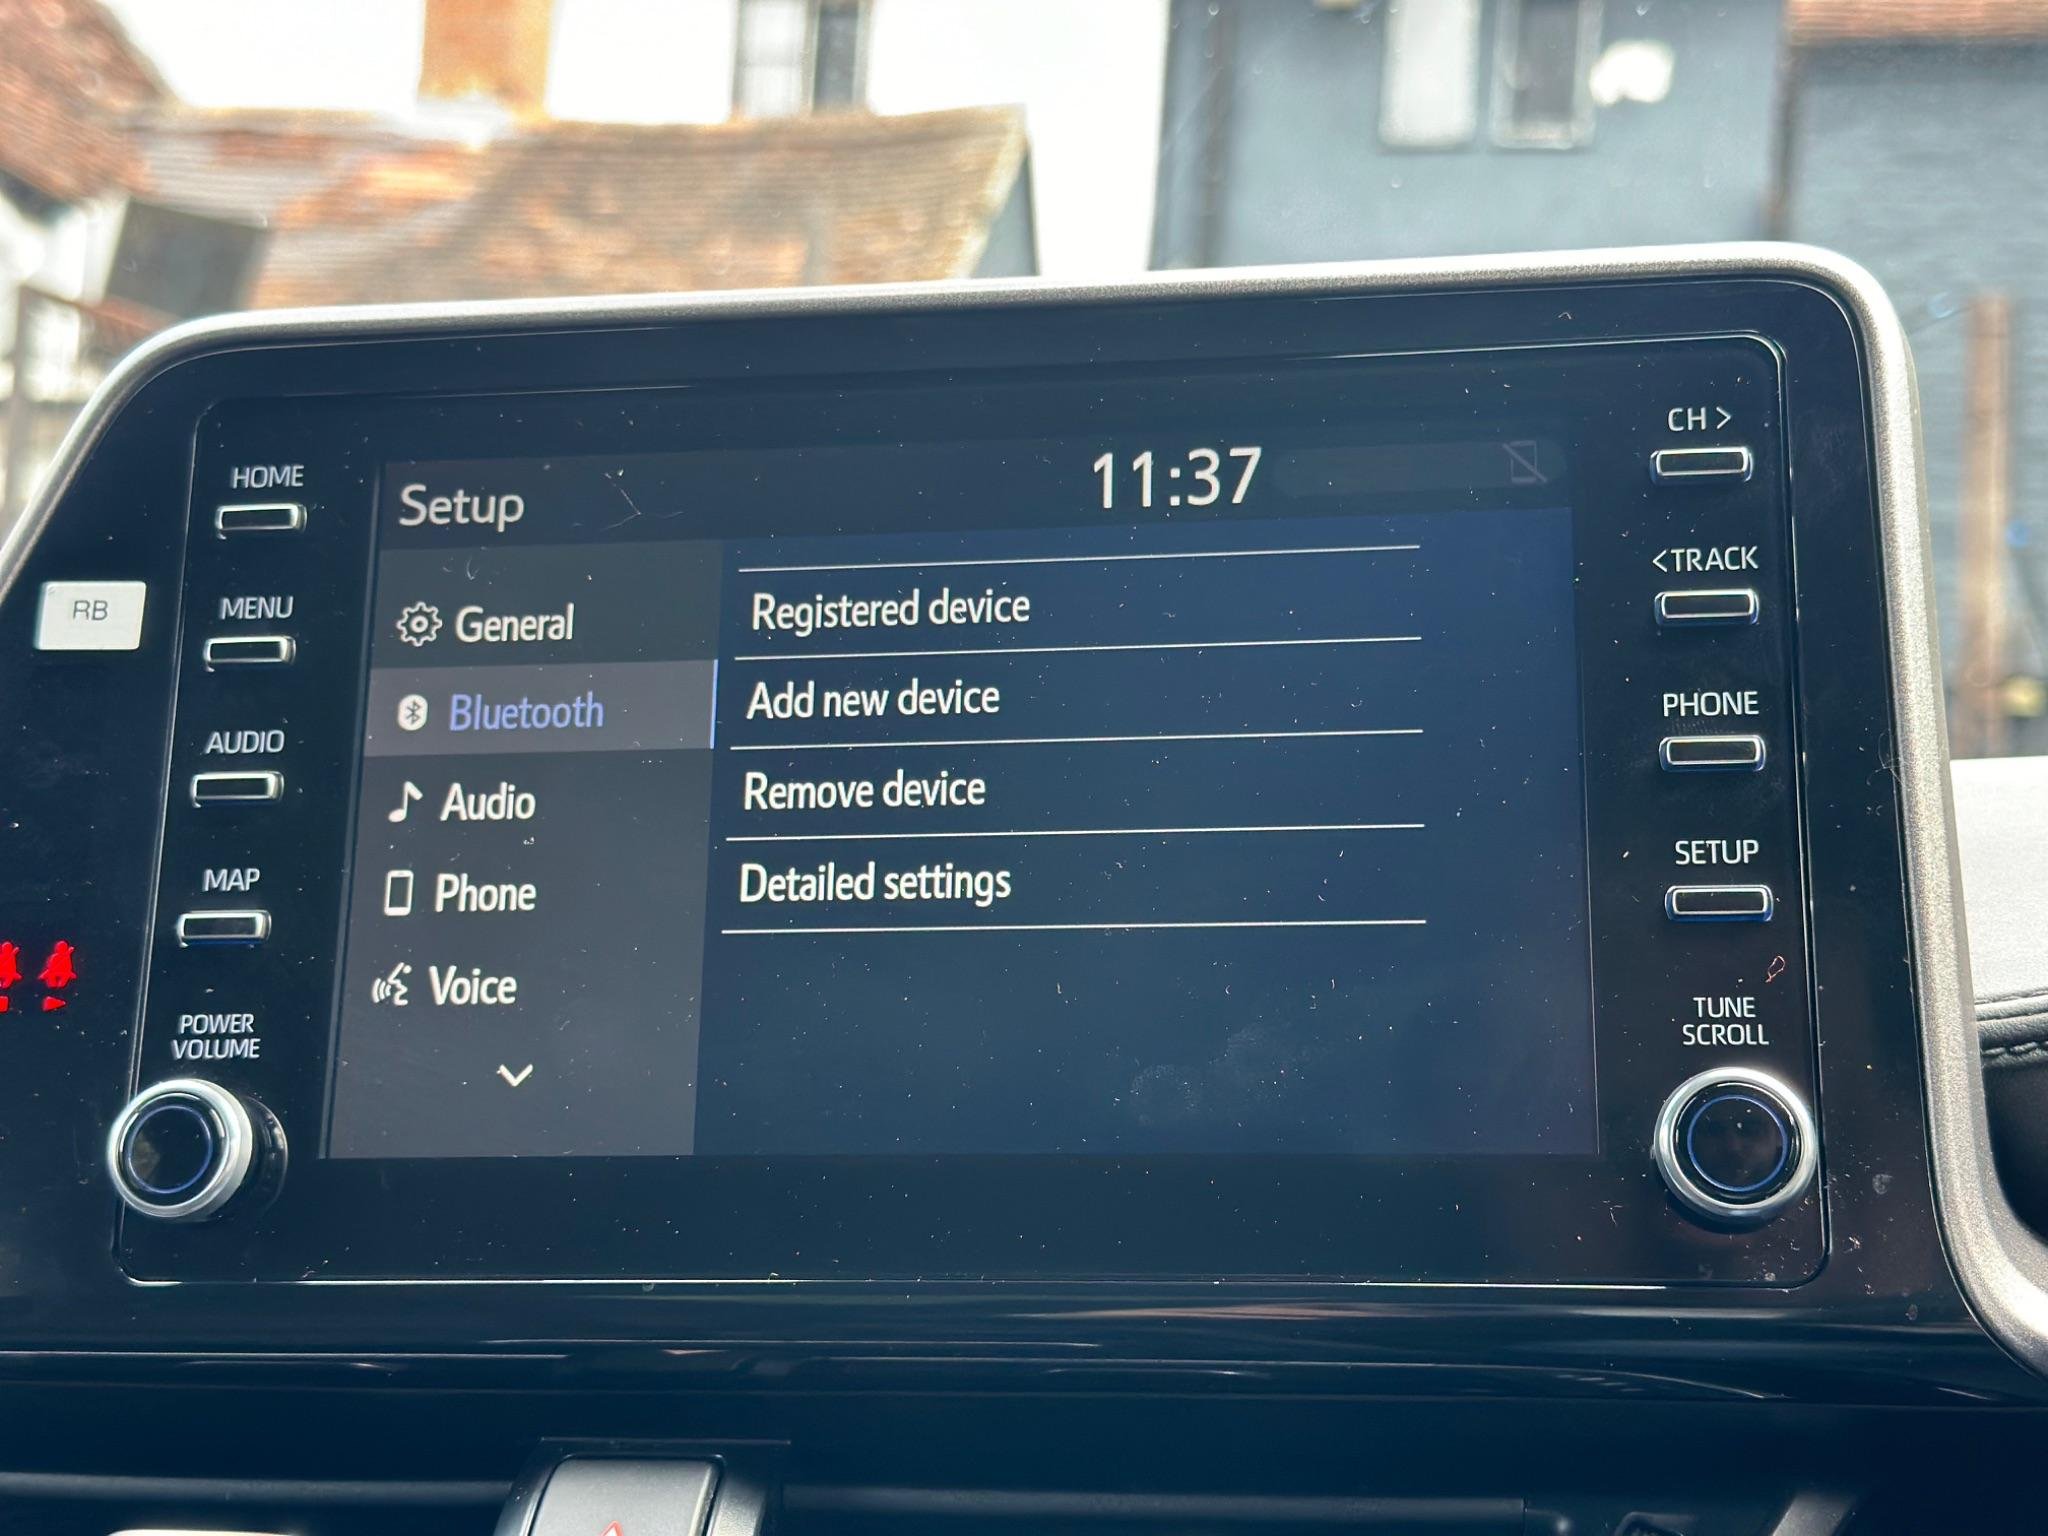 Setup
11:37
General
Bluetooth
Audio
Phone
Voice
Registered device
Add new device
Remove device
Detailed settings
RB
HOME
MENU
AUDIO
MAP
POWER
VOLUME
CH >
<TRACK
PHONE
SETUP
TUNE
SCROLL